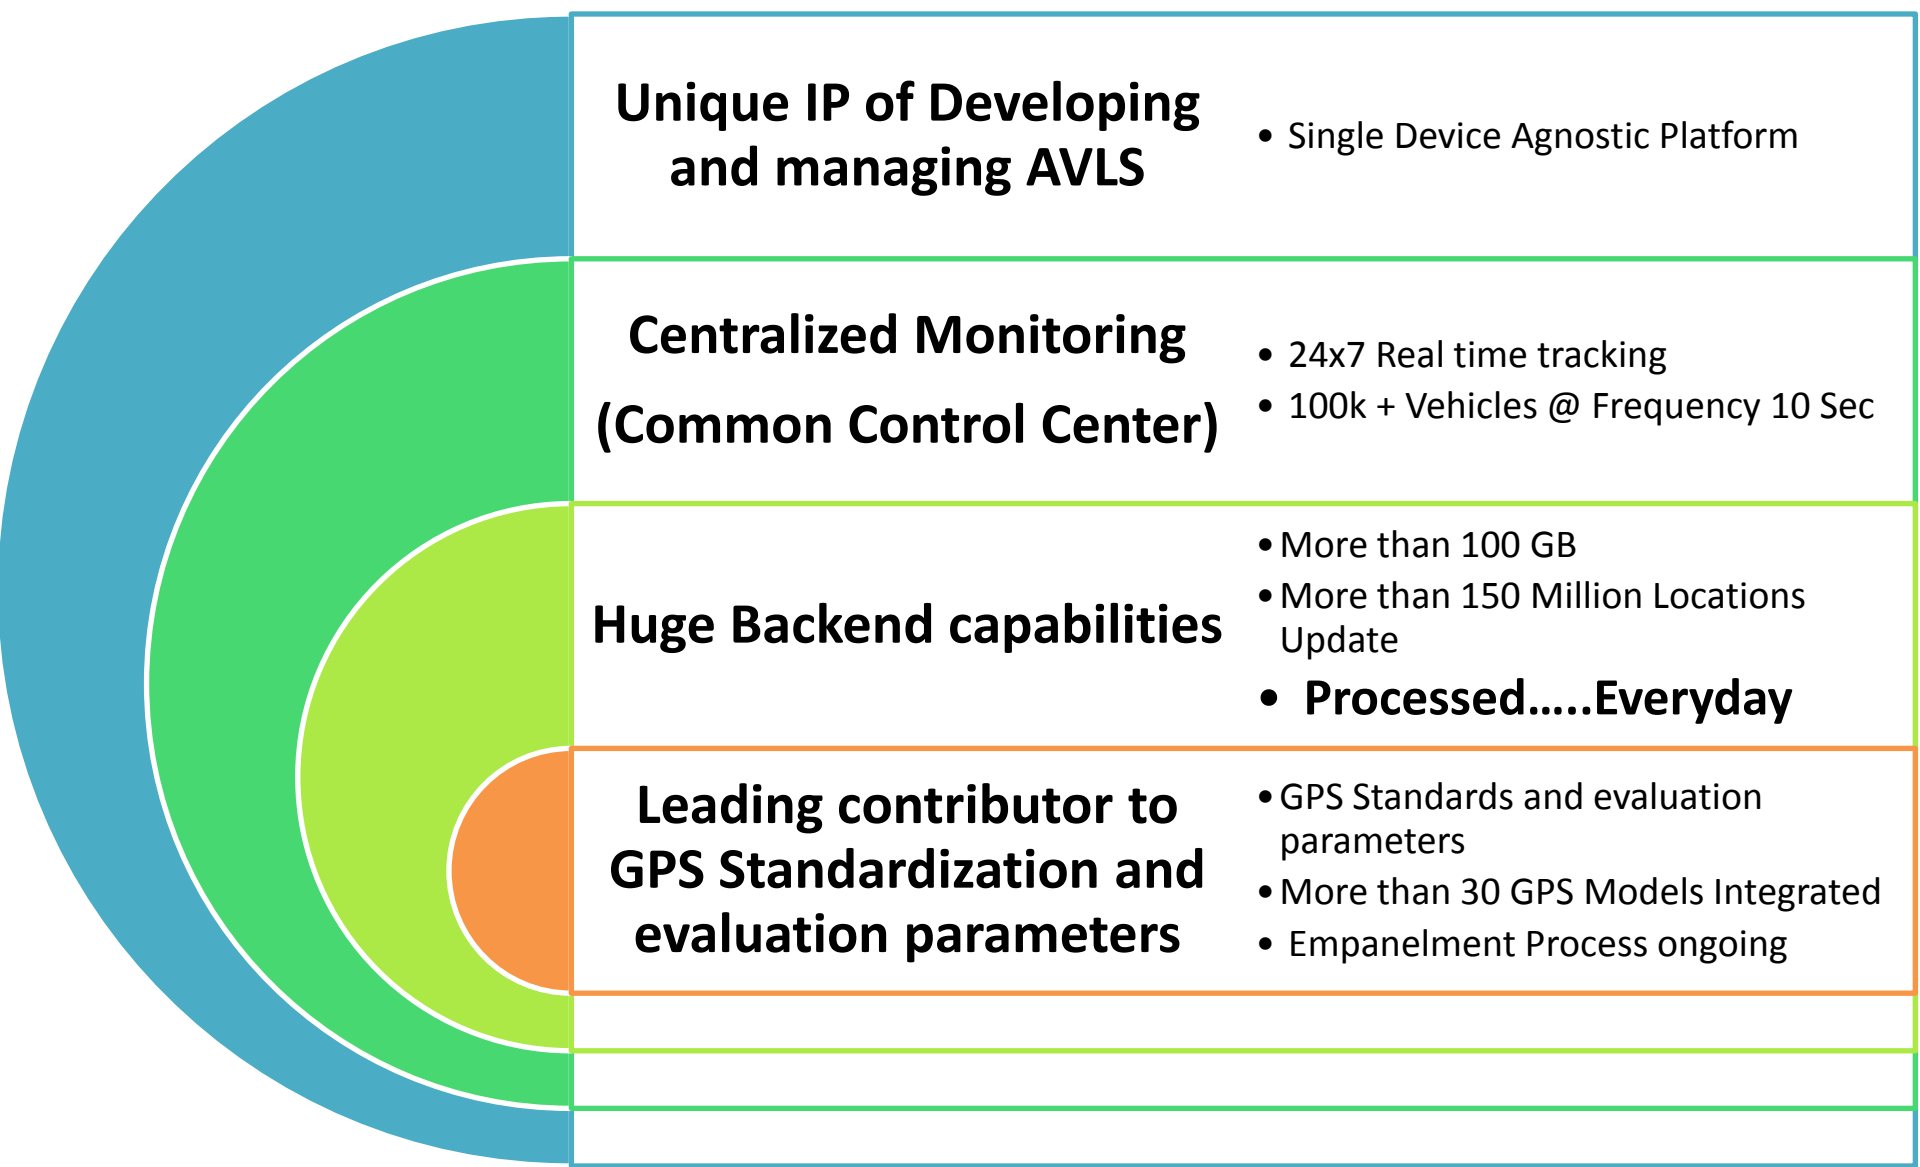 Unique IP of Developing
and managing AVLS
• Single Device Agnostic Platform
Centralized Monitoring
(Common Control Center)
• 24x7 Real time tracking
• 100k + Vehicles @ Frequency 10 Sec
Huge Backend capabilities
• More than 100 GB
• More than 150 Million Locations
Update
• Processed…..Everyday
Leading contributor to
GPS Standardization and
evaluation parameters
• GPS Standards and evaluation
parameters
• More than 30 GPS Models Integrated
• Empanelment Process ongoing